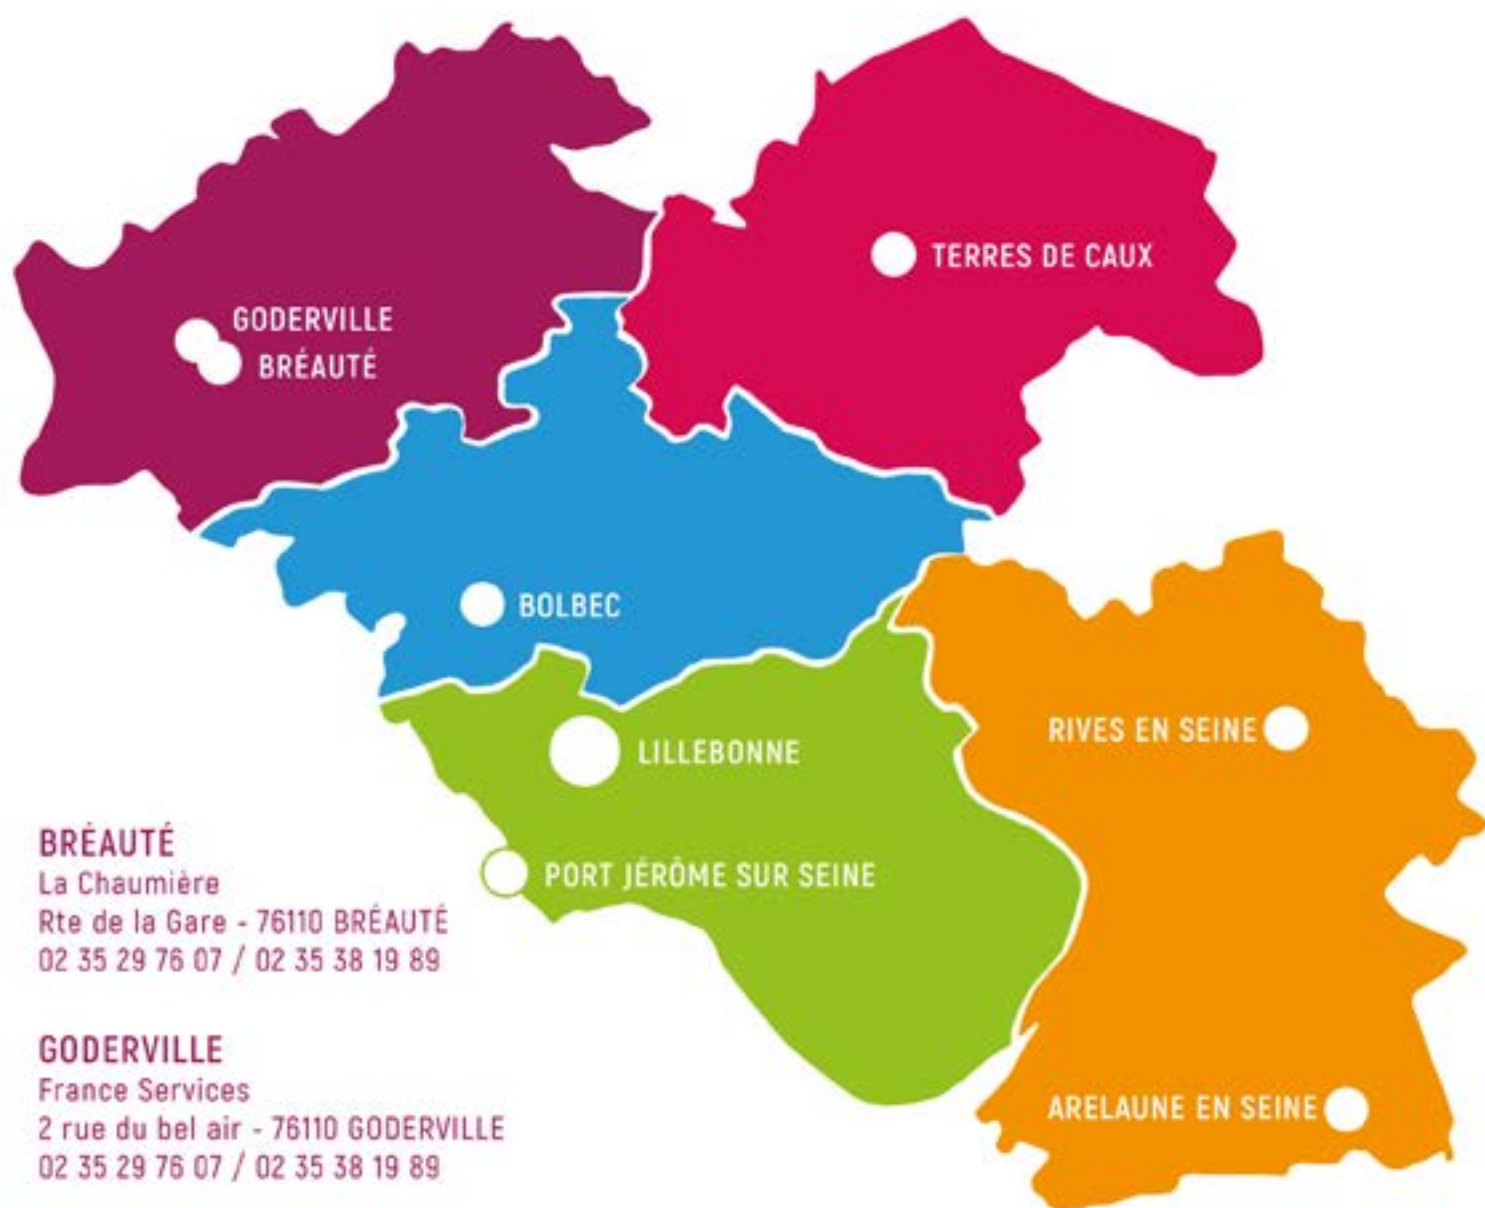 TERRES DE CAUX
GODERVILLE
BRÉAUTÉ
BOLBEC
RIVES EN SEINE
LILLEBONNE
PORT JÉRÔME SUR SEINE
ARELAUNE EN SEINE
BRÉAUTÉ
La Chaumière
Rte de la Gare - 76110 BRÉAUTÉ
02 35 29 76 07 / 02 35 38 19 89
GODERVILLE
France Services
2 rue du bel air - 76110 GODERVILLE
02 35 29 76 07 / 02 35 38 19 89